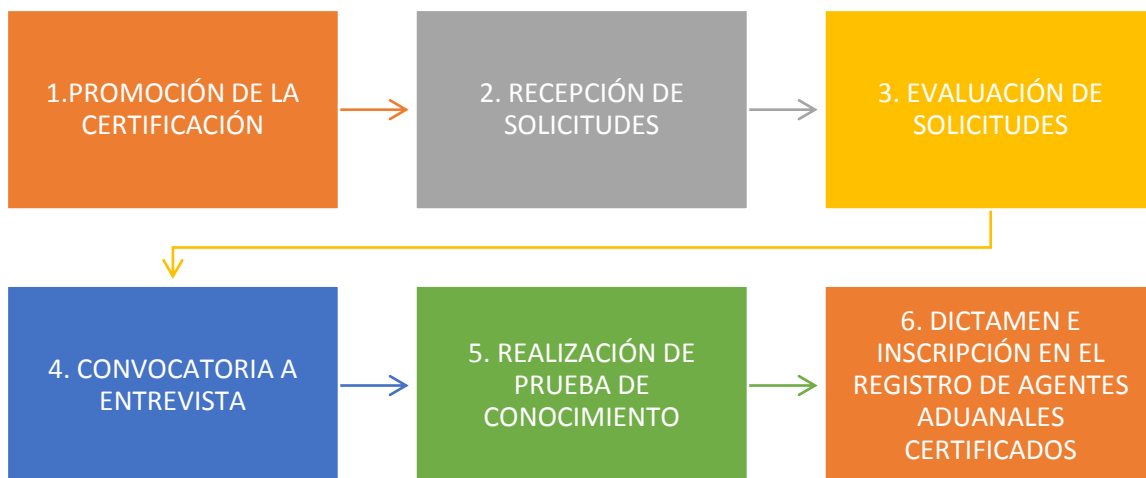 1.PROMOCIÓN DE LA
CERTIFICACIÓN
2. RECEPCIÓN DE
SOLICITUDES
3. EVALUACIÓN DE
SOLICITUDES
4. CONVOCATORIA A
ENTREVISTA
5. REALIZACIÓN DE
PRUEBA DE
CONOCIMIENTO
6. DICTAMEN E
INSCRIPCIÓN EN EL
REGISTRO DE AGENTES
ADUANALES
CERTIFICADOS